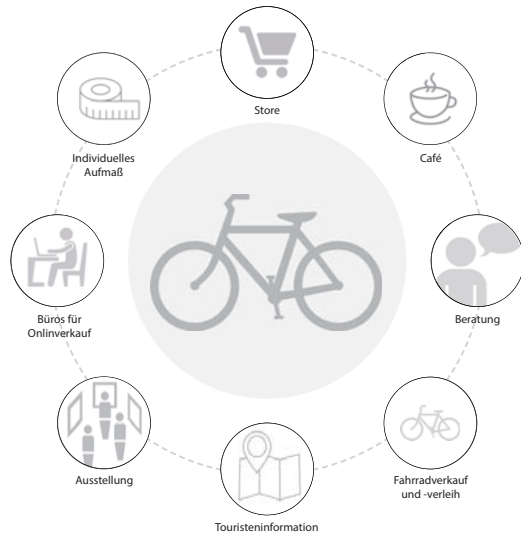 Store
Individuelles
Aufmaß
Café
Büros für
Onlinverkauf
Beratung
Ausstellung
Fahrradverkauf
und -verleih
Touristeninformation